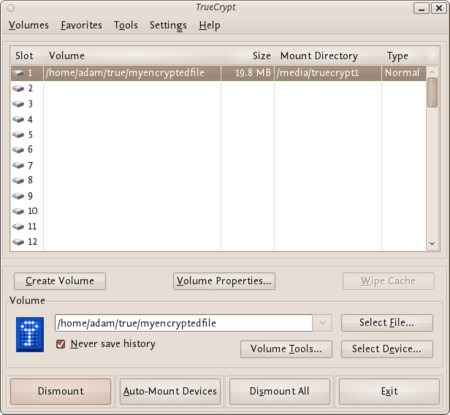 TrueCrypt
Volumes Favorites Tools Settings Help
Slot Volume Size Mount Directory Type
1 /home/adam/true/myencryptedfile 19.8 MB /media/truecrypt1 Normal
2
3
4
5
6
7
8
9
10
11
12
Create Volume Volume Properties... Wipe Cache
Volume
/home/adam/true/myencryptedfile Select File...
Never save history Volume Tools... Select Device...
Dismount Auto-Mount Devices Dismount All Exit